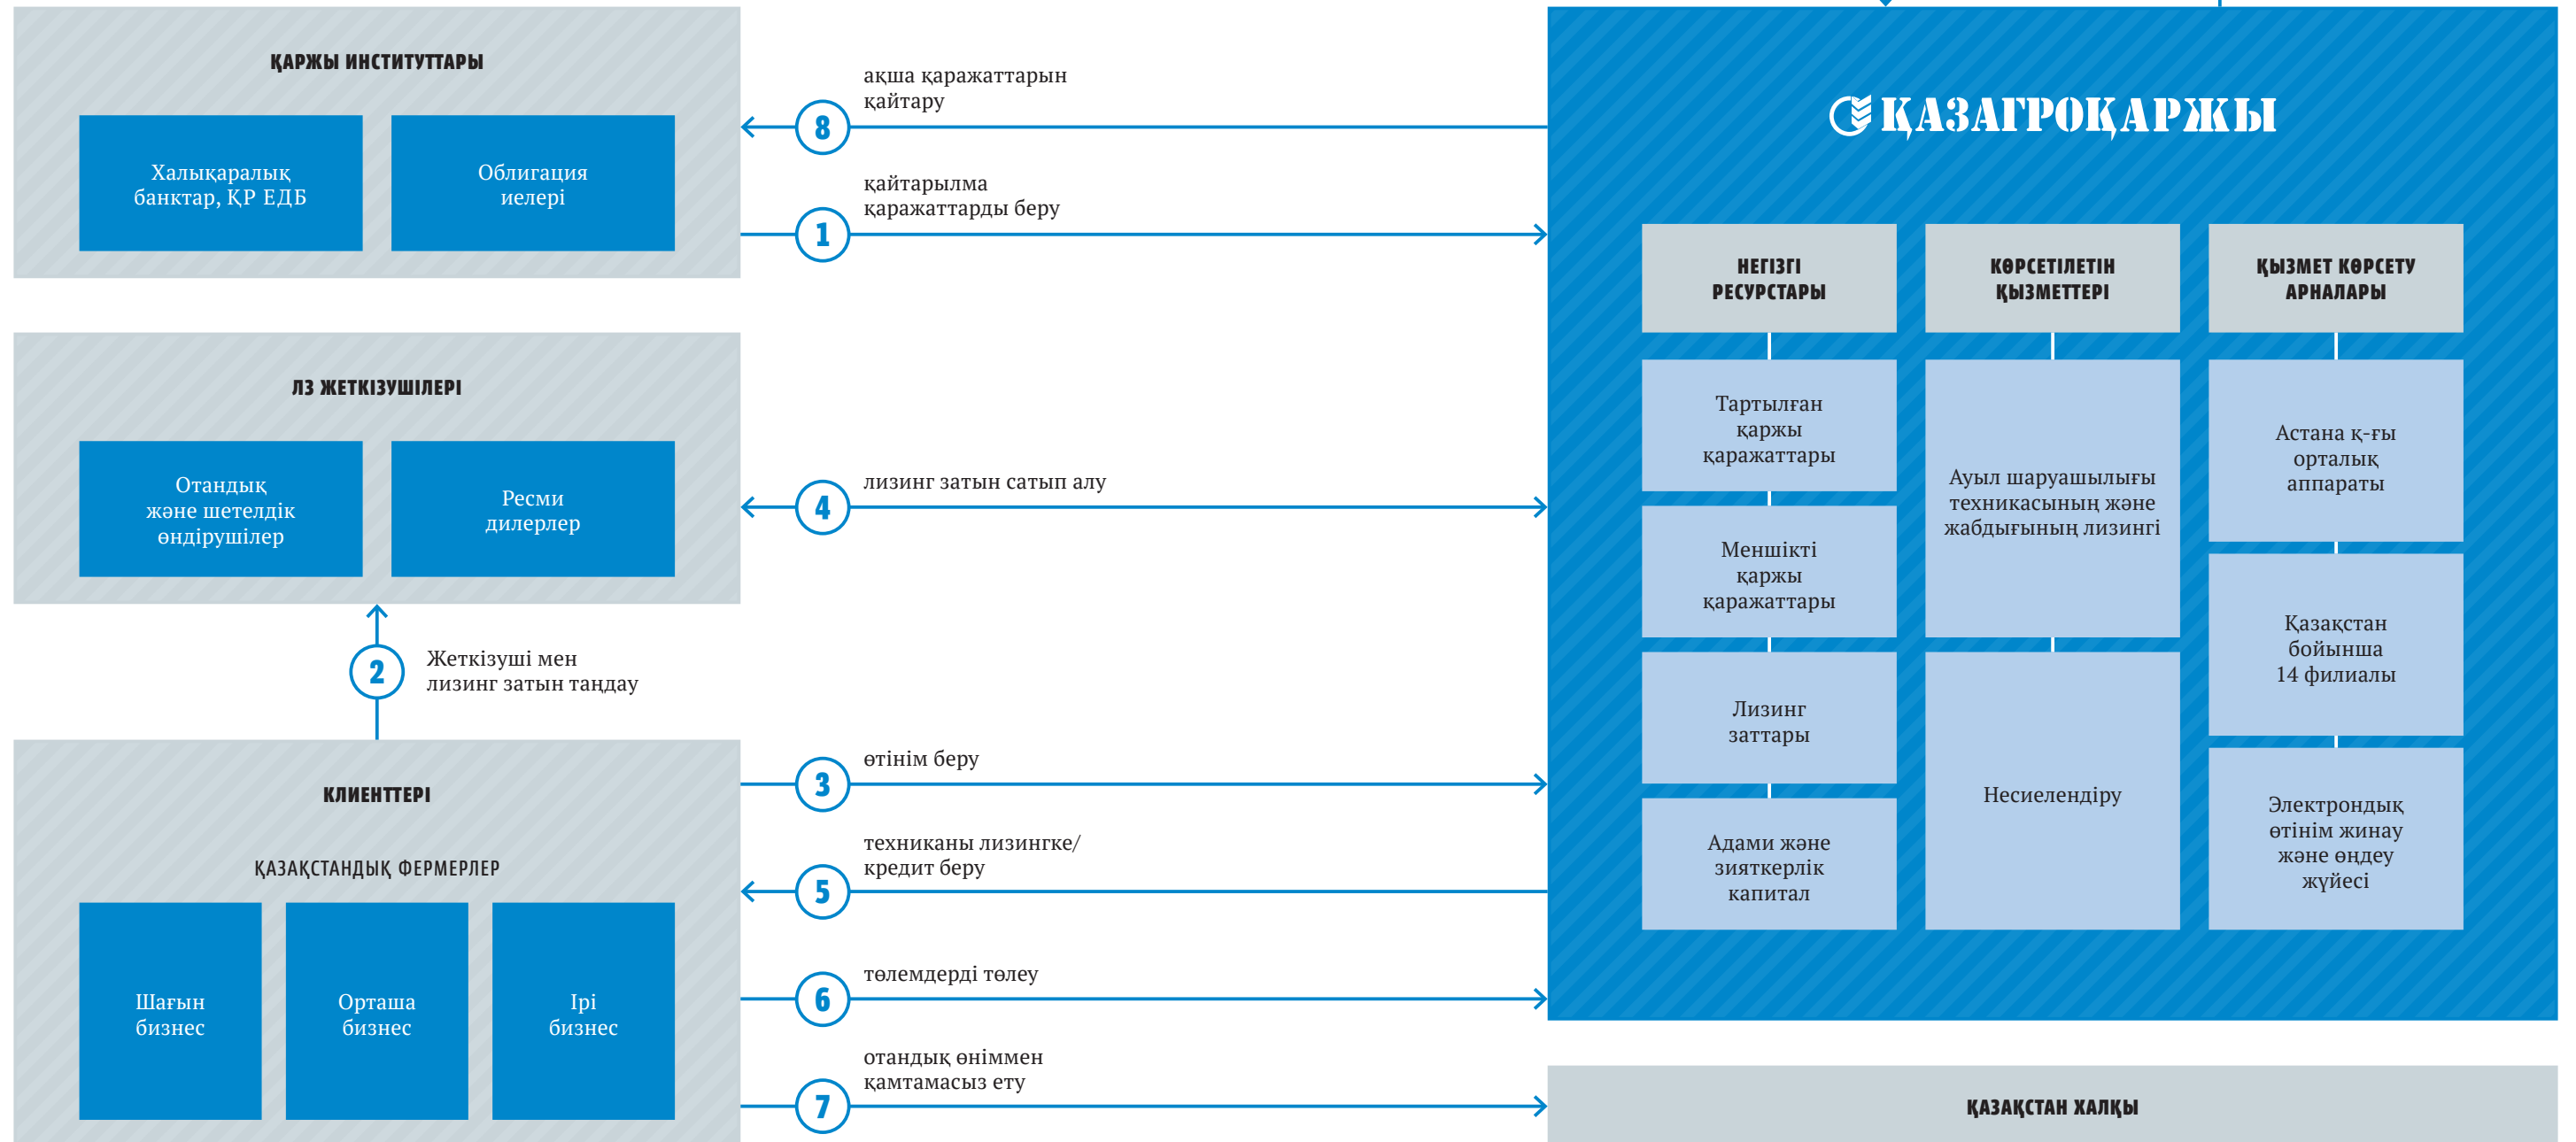 ҚАРЖЫ ИНСТИТУТТАРЫ
Халықаралық
банктар, ҚР ЕДБ
Облигация
иелері
8
ақша қаражаттарын
қайтару
1
қайтарылма
қаражаттарды беру
ЛЗ ЖЕТКІЗУШІЛЕРІ
Отандық
және шетелдік
өндірушілер
Ресми
дилерлер
4
лизинг затын сатып алу
2
Жеткізуші мен
лизинг затын таңдау
КЛИЕНТТЕРІ
ҚАЗАҚСТАНДЫҚ ФЕРМЕРЛЕР
Шағын
бизнес
Орташа
бизнес
Ірі
бизнес
3
өтінім беру
5
техниканы лизингке/
кредит беру
6
төлемдерді төлеу
7
отандық өніммен
қамтамасыз ету
ҚАЗАГРОҚАРЖЫ
НЕГІЗГІ
РЕСУРСТАРЫ
Тартылған
қаржы
қаражаттары
Меншікті
қаржы
қаражаттары
Лизинг
заттары
Адами және
зияткерлік
капитал
КӨРСЕТІЛЕТІН
ҚЫЗМЕТТЕРІ
Ауыл шаруашылығы
техникасының және
жабдығының лизингі
Несиелендіру
ҚЫЗМЕТ КӨРСЕТУ
АРНАЛАРЫ
Астана қ-ғы
орталық
аппараты
Қазақстан
бойынша
14 филиалы
Электрондық
өтінім жинау
және өңдеу
жүйесі
ҚАЗАҚСТАН ХАЛҚЫ